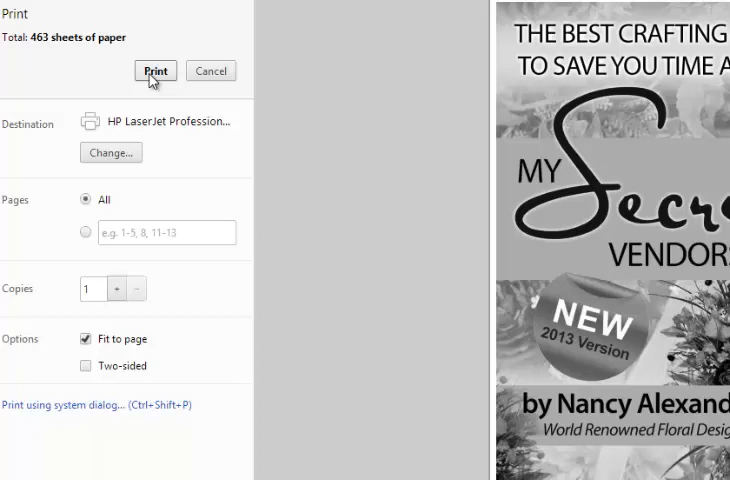 Print
Total: 463 sheets of paper
Print
Cancel
Destination
HP LaserJet Profession...
Change...
Pages
All
e.g. 1-5, 8, 11-13
Copies
1
+
-
Options
Fit to page
Two-sided
Print using system dialog... (Ctrl+Shift+P)
THE BEST CRAFTING
TO SAVE YOU TIME A
MY
Secre
VENDORS
NEW
2013 Version
by Nancy Alexand
World Renowned Floral Desig